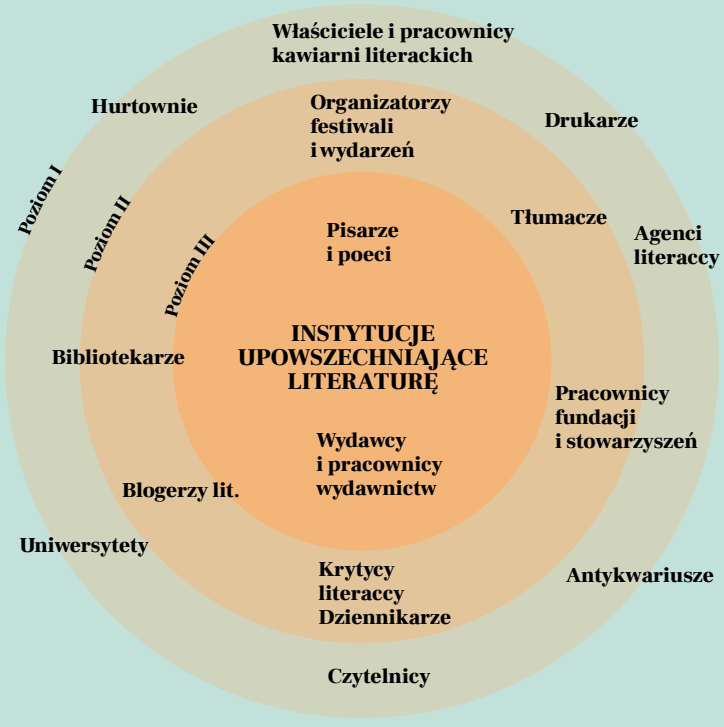 Właściciele i pracownicy
kawiarni literackich
Hurtownie
Organizatorzy
festiwali
i wydarzeń
Drukarze
Poziom I
Poziom II
Poziom III
Pisarze
i poeci
Tłumacze
Agenci
literaccy
Bibliotekarze
INSTYTUCJE
UPOWSZECHNIAJĄCE
LITERATURĘ
Pracownicy
fundacji
i stowarzyszeń
Wydawcy
i pracownicy
wydawnictw
Blogerzy lit.
Uniwersytety
Krytycy
literaccy
Dziennikarze
Antykwariusze
Czytelnicy